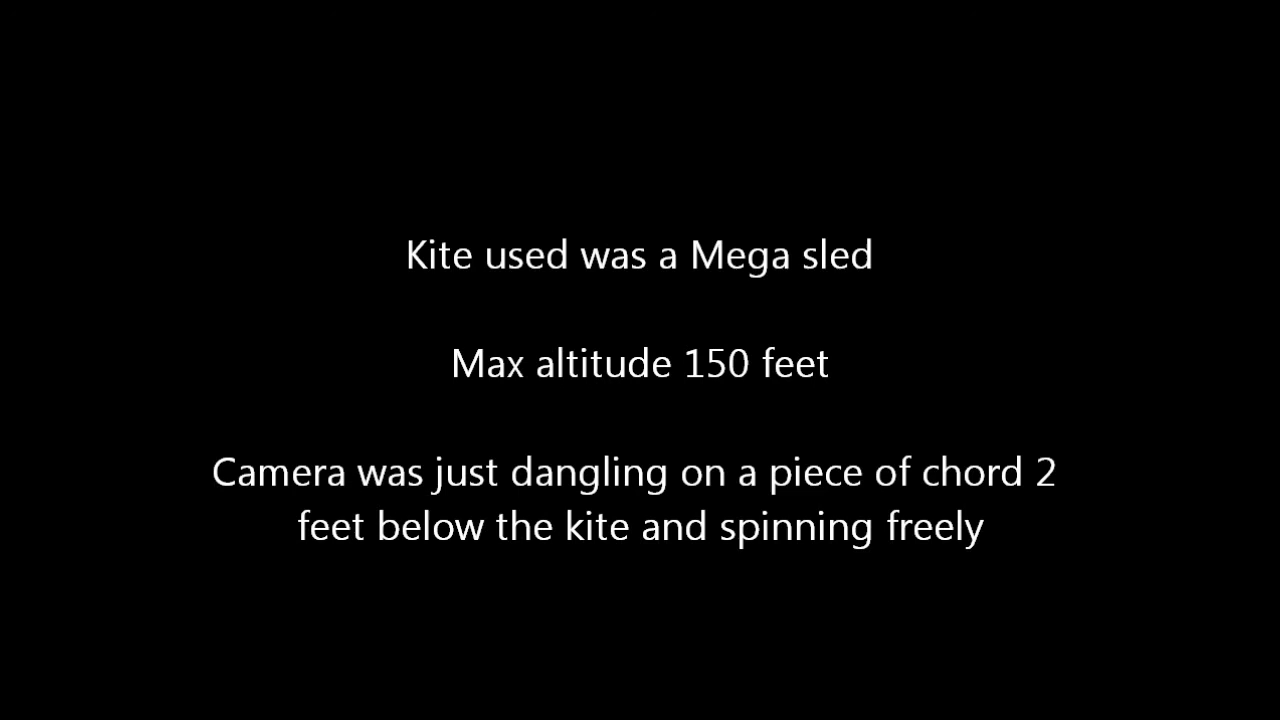 Kite used was a Mega sled
Max altitude 150 feet
Camera was just dangling on a piece of chord 2
feet below the kite and spinning freely